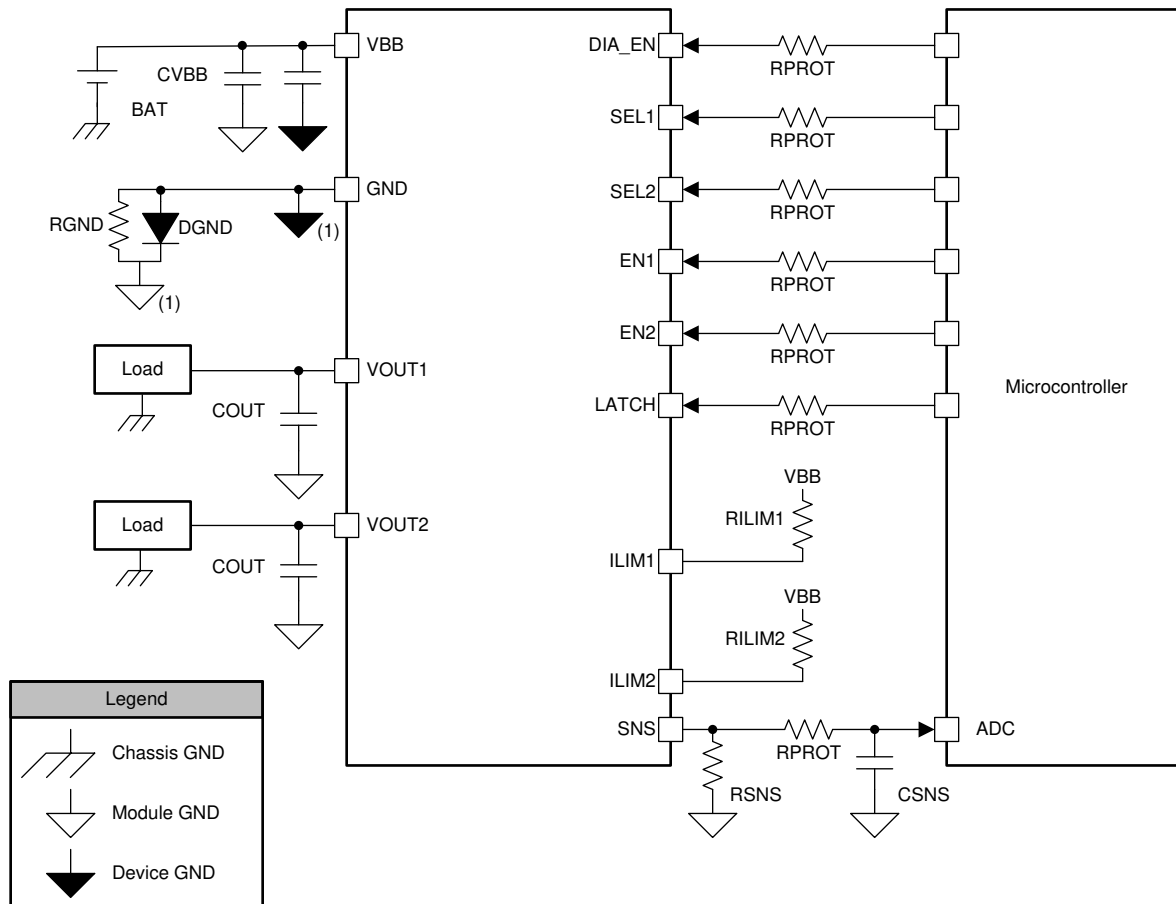 VBB
DIA_EN
RPROT
CVBB
BAT
SEL1
RPROT
GND
SEL2
RPROT
RGND
DGND
(1)
(1)
EN1
RPROT
EN2
RPROT
Load
VOUT1
COUT
LATCH
RPROT
Microcontroller
VBB
RILIM1
Load
VOUT2
COUT
ILIM1
VBB
RILIM2
ILIM2
SNS
RPROT
ADC
RSNS
CSNS
Legend
Chassis GND
Module GND
Device GND